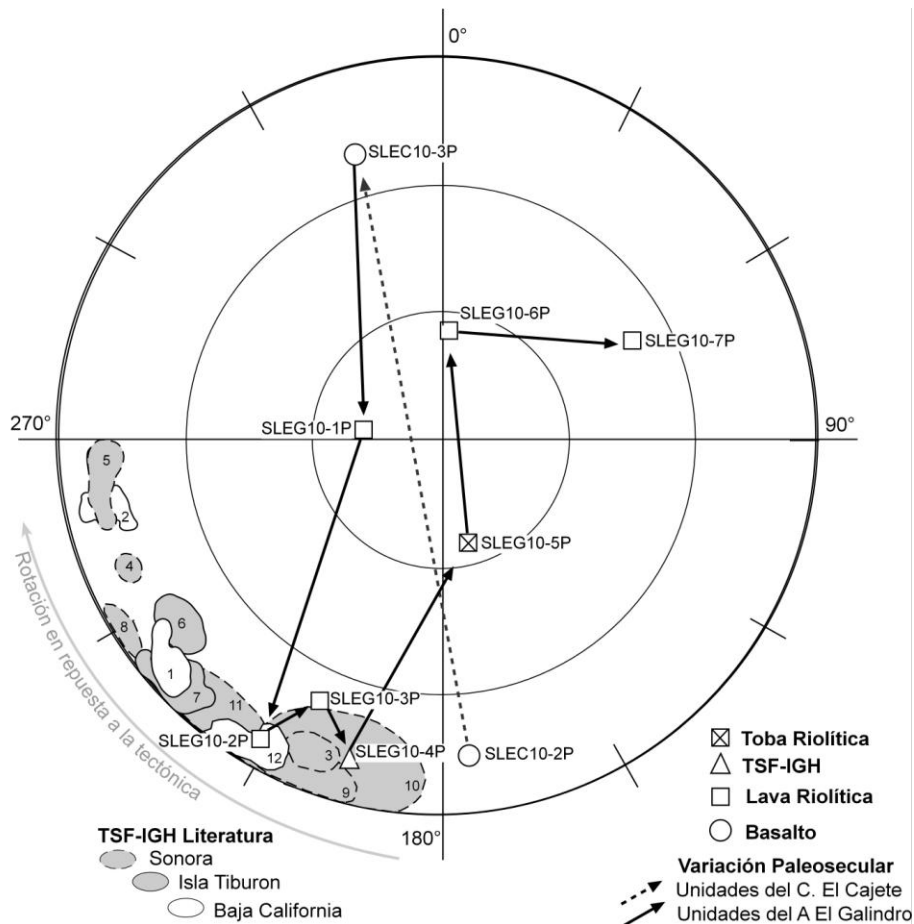 0°
SLEC10-3P
SLEG10-6P
SLEG10-7P
SLEG10-1P
270°
90°
5
2
SLEG10-5P
4
8
6
1
7
11
SLEG10-3P
SLEG10-2P
SLEG10-4P
SLEC10-2P
12
3
9
10
180°
Rotación en repuesta a la tectónica
TSF-IGH Literatura
Sonora
Isla Tiburon
Baja California
Toba Riolítica
TSF-IGH
Lava Riolítica
Basalto
Variación Paleosecular
Unidades del C. El Cajete
Unidades del A El Galindro